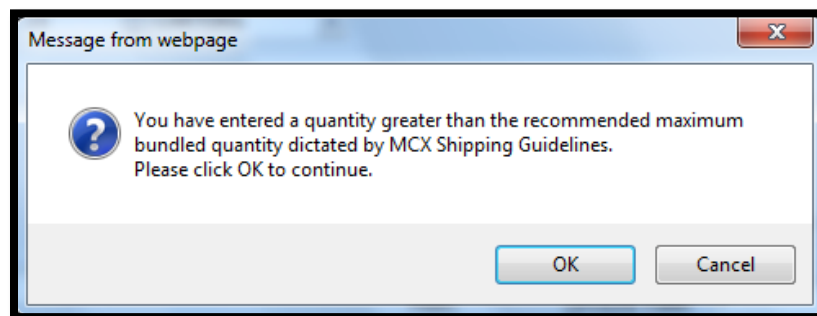 Message from webpage
You have entered a quantity greater than the recommended maximum
bundled quantity dictated by MCX Shipping Guidelines.
Please click OK to continue.
OK
Cancel